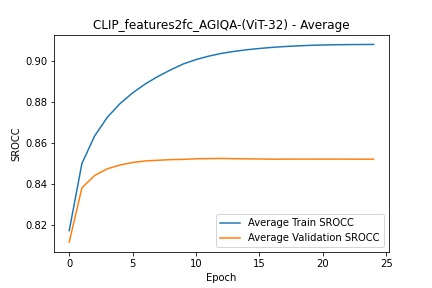 CLIP_features2fc_AGIQA-(ViT-32) - Average
SROCC
0.90
0.88
0.86
0.84
0.82
Average Train SROCC
Average Validation SROCC
0 5 10 15 20 25
Epoch